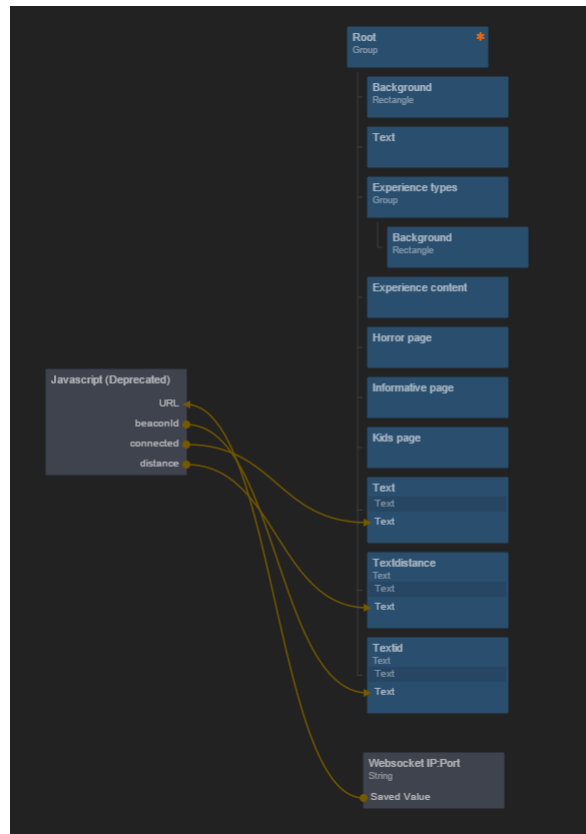 Root
Group
Background
Rectangle
Text
Experience types
Group
Background
Rectangle
Experience content
Horror page
Informative page
Kids page
Javascript (Deprecated)
URL
beaconId
connected
distance
Text
Text
Text
Textdistance
Text
Text
Text
Textid
Text
Text
Text
Websocket IP:Port
String
Saved Value